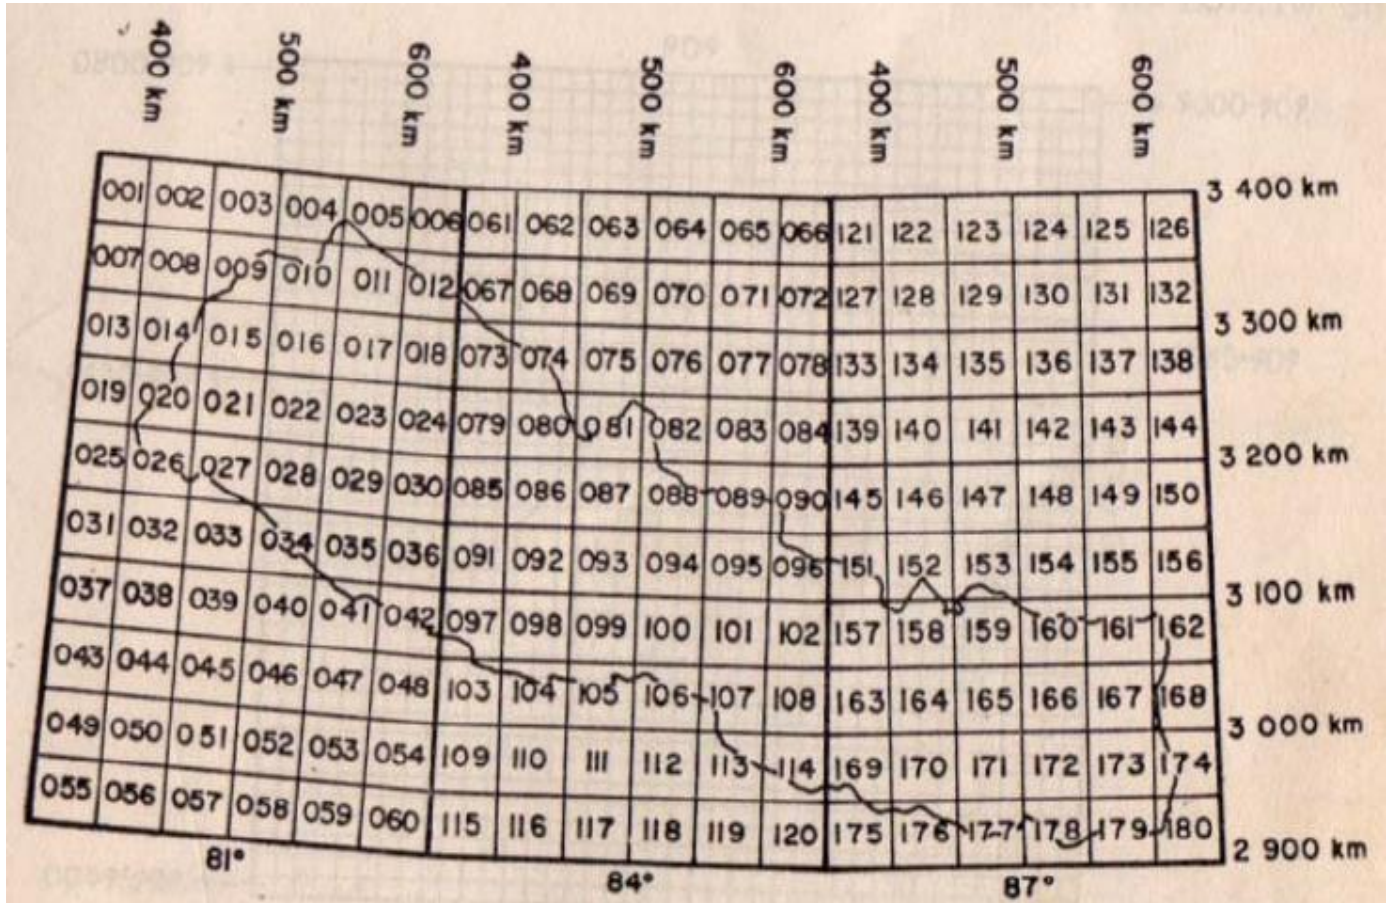 400 km 500 km 600 km 400 km 500 km 600 km 400 km 500 km 600 km
3 400 km
001 002 003 004 005 006 061 062 063 064 065 066 121 122 123 124 125 126
007 008 009 010 011 012 067 068 069 070 071 072 127 128 129 130 131 132
3 300 km
013 014 015 016 017 018 073 074 075 076 077 078 133 134 135 136 137 138
019 020 021 022 023 024 079 080 081 082 083 084 139 140 141 142 143 144
3 200 km
025 026 027 028 029 030 085 086 087 088 089 090 145 146 147 148 149 150
031 032 033 034 035 036 091 092 093 094 095 096 151 152 153 154 155 156
3 100 km
037 038 039 040 041 042 097 098 099 100 101 102 157 158 159 160 161 162
043 044 045 046 047 048 103 104 105 106 107 108 163 164 165 166 167 168
3 000 km
049 050 051 052 053 054 109 110 111 112 113 114 169 170 171 172 173 174
055 056 057 058 059 060 115 116 117 118 119 120 175 176 177 178 179 180
2 900 km
81° 84° 87°